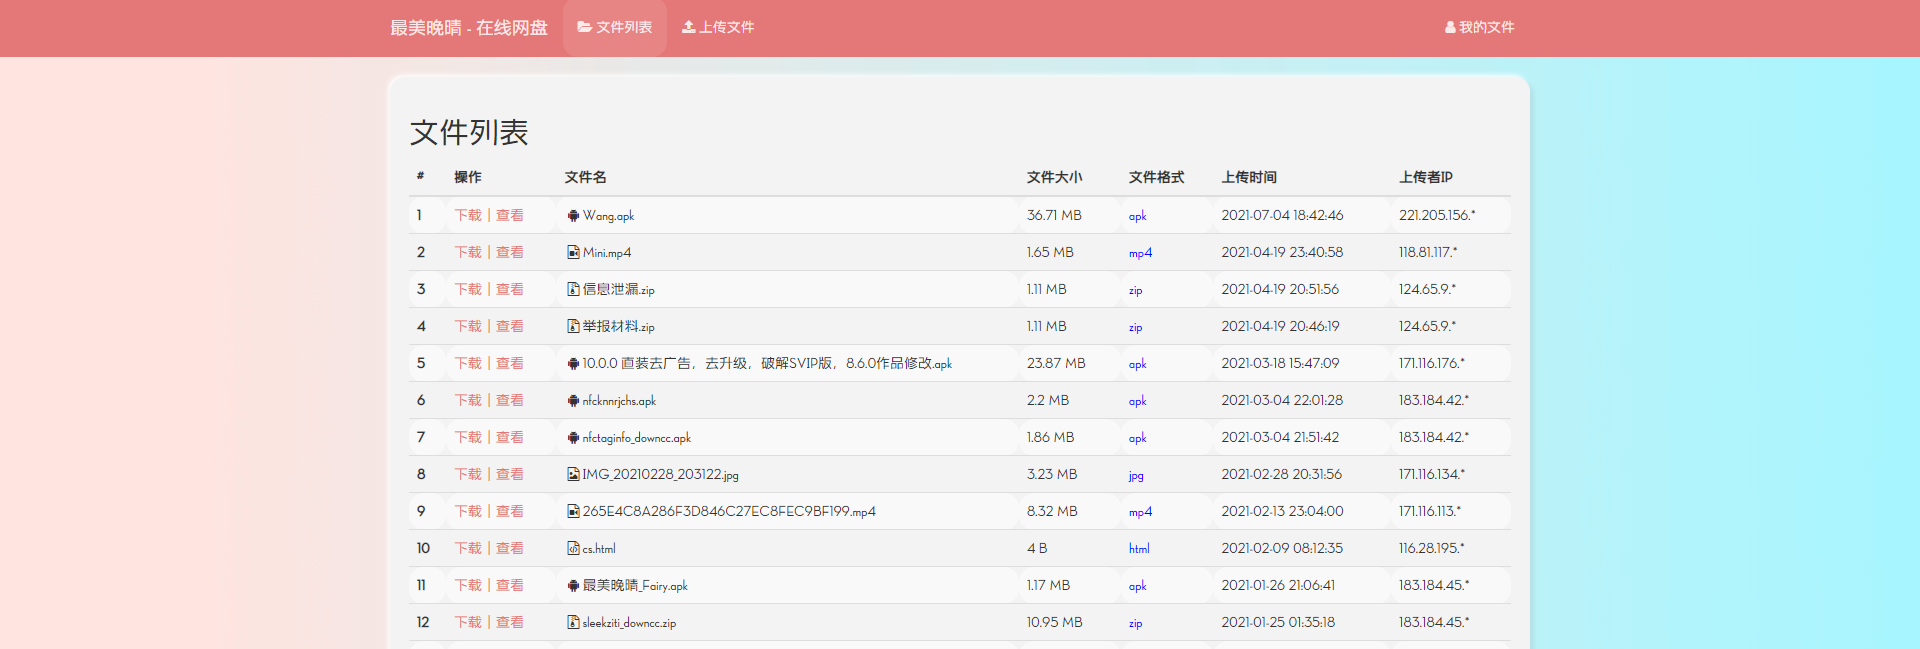 最美晚晴 - 在线网盘 文件列表 上传文件 我的文件
文件列表
# 操作 文件名 文件大小 文件格式 上传时间 上传者IP
1 下载 | 查看 Wang.apk 36.71 MB apk 2021-07-04 18:42:46 221.205.156.*
2 下载 | 查看 Mini.mp4 1.65 MB mp4 2021-04-19 23:40:58 118.81.117.*
3 下载 | 查看 信息泄漏.zip 1.11 MB zip 2021-04-19 20:51:56 124.65.9.*
4 下载 | 查看 举报材料.zip 1.11 MB zip 2021-04-19 20:46:19 124.65.9.*
5 下载 | 查看 10.0.0 直装去广告，去升级，破解SVIP版，8.6.0作品修改.apk 23.87 MB apk 2021-03-18 15:47:09 171.116.176.*
6 下载 | 查看 nfcknnrjchs.apk 2.2 MB apk 2021-03-04 22:01:28 183.184.42.*
7 下载 | 查看 nfctaginfo_downcc.apk 1.86 MB apk 2021-03-04 21:51:42 183.184.42.*
8 下载 | 查看 IMG_20210228_203122.jpg 3.23 MB jpg 2021-02-28 20:31:56 171.116.134.*
9 下载 | 查看 265E4C8A286F3D846C27EC8FEC9BF199.mp4 8.32 MB mp4 2021-02-13 23:04:00 171.116.113.*
10 下载 | 查看 cs.html 4 B html 2021-02-09 08:12:35 116.28.195.*
11 下载 | 查看 最美晚晴_Fairy.apk 1.17 MB apk 2021-01-26 21:06:41 183.184.45.*
12 下载 | 查看 sleekziti_downcc.zip 10.95 MB zip 2021-01-25 01:35:18 183.184.45.*